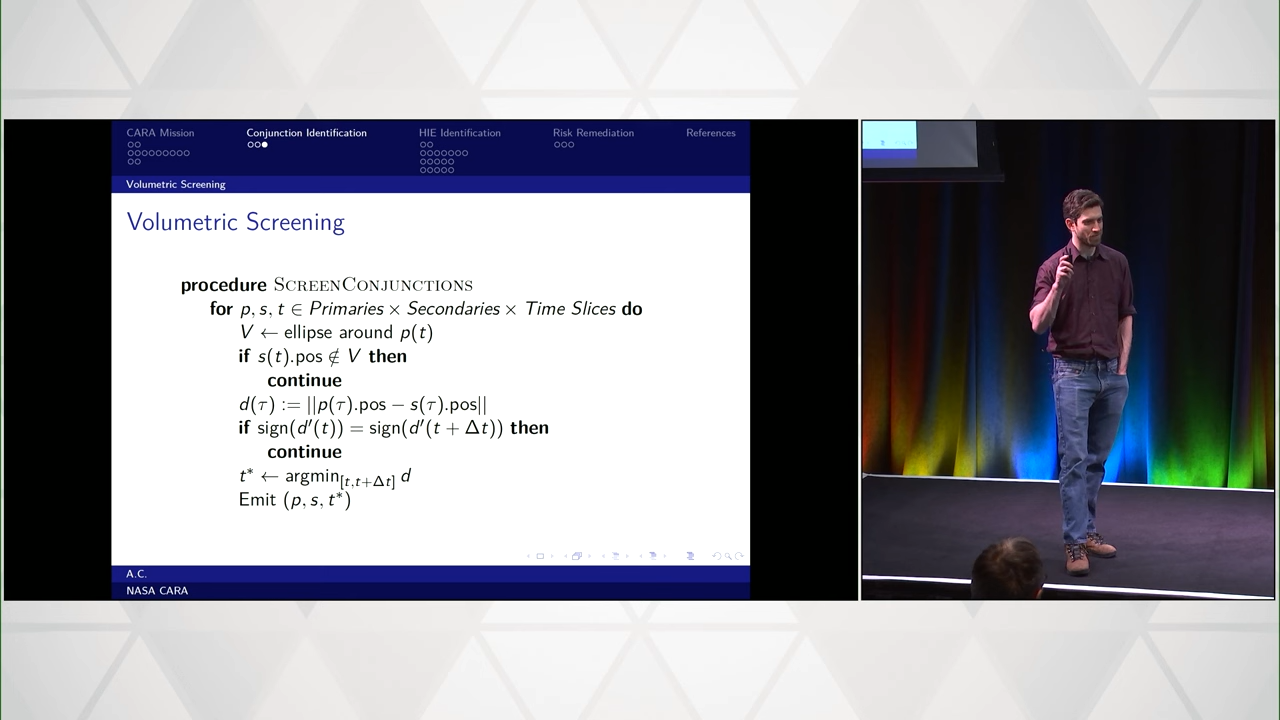 CARA Mission
Conjunction Identification
HIE Identification
Risk Remediation
References
Volumetric Screening
Volumetric Screening
procedure SCREENCONJUNCTIONS
for p, s, t ∈ Primaries × Secondaries × Time Slices do
V ← ellipse around p(t)
if s(t).pos ∉ V then
continue
d(τ) := ||p(τ).pos − s(τ).pos||
if sign(d′(t)) = sign(d′(t + Δt)) then
continue
t* ← argmin[t,t+Δt] d
Emit (p, s, t*)
A.C.
NASA CARA